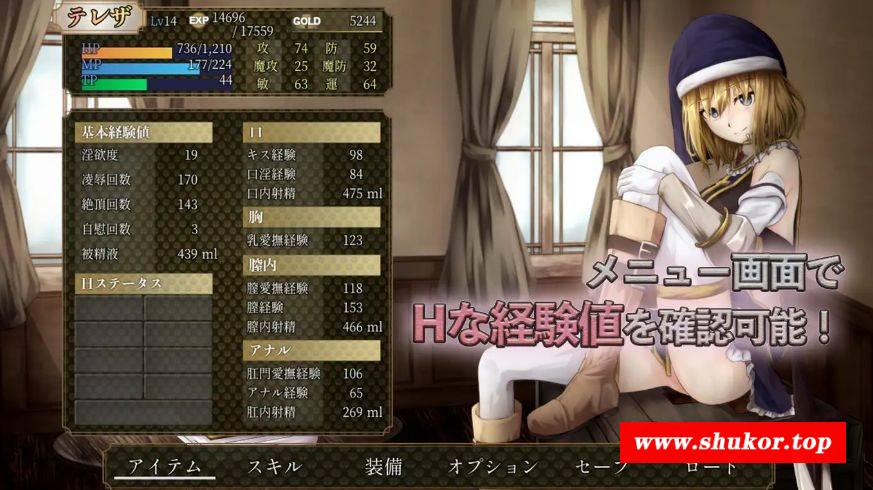 テレザ Lv14 EXP 14696 / 17559 GOLD 5244
HP 736/1,210 攻 74 防 59
MP 177/224 魔攻 25 魔防 32
TP 44 敏 63 運 64
基本経験値
淫欲度 19
凌辱回数 170
絶頂回数 143
自慰回数 3
被精液 439 ml
Hステータス
口
キス経験 98
口淫経験 84
口内射精 475 ml
胸
乳愛撫経験 123
膣内
膣愛撫経験 118
膣経験 153
膣内射精 466 ml
アナル
肛門愛撫経験 106
アナル経験 65
肛内射精 269 ml
メニュー画面で
Hな経験値を確認可能！
www.shukor.top
アイテム スキル 装備 オプション セーブ ロード